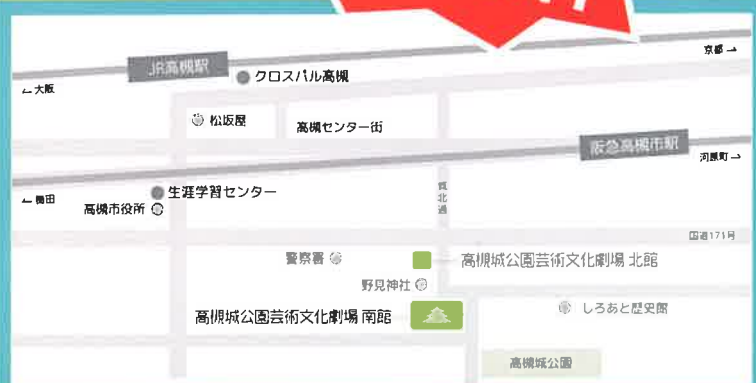 京都→
JR高槻駅
←大阪
クロスパル高槻
松坂屋
高槻センター街
阪急高槻市駅
河原町→
←梅田
生涯学習センター
高槻市役所
城北通
国道171号
警察署
高槻城公園芸術文化劇場 北館
野見神社
高槻城公園芸術文化劇場 南館
しろあと歴史館
高槻城公園